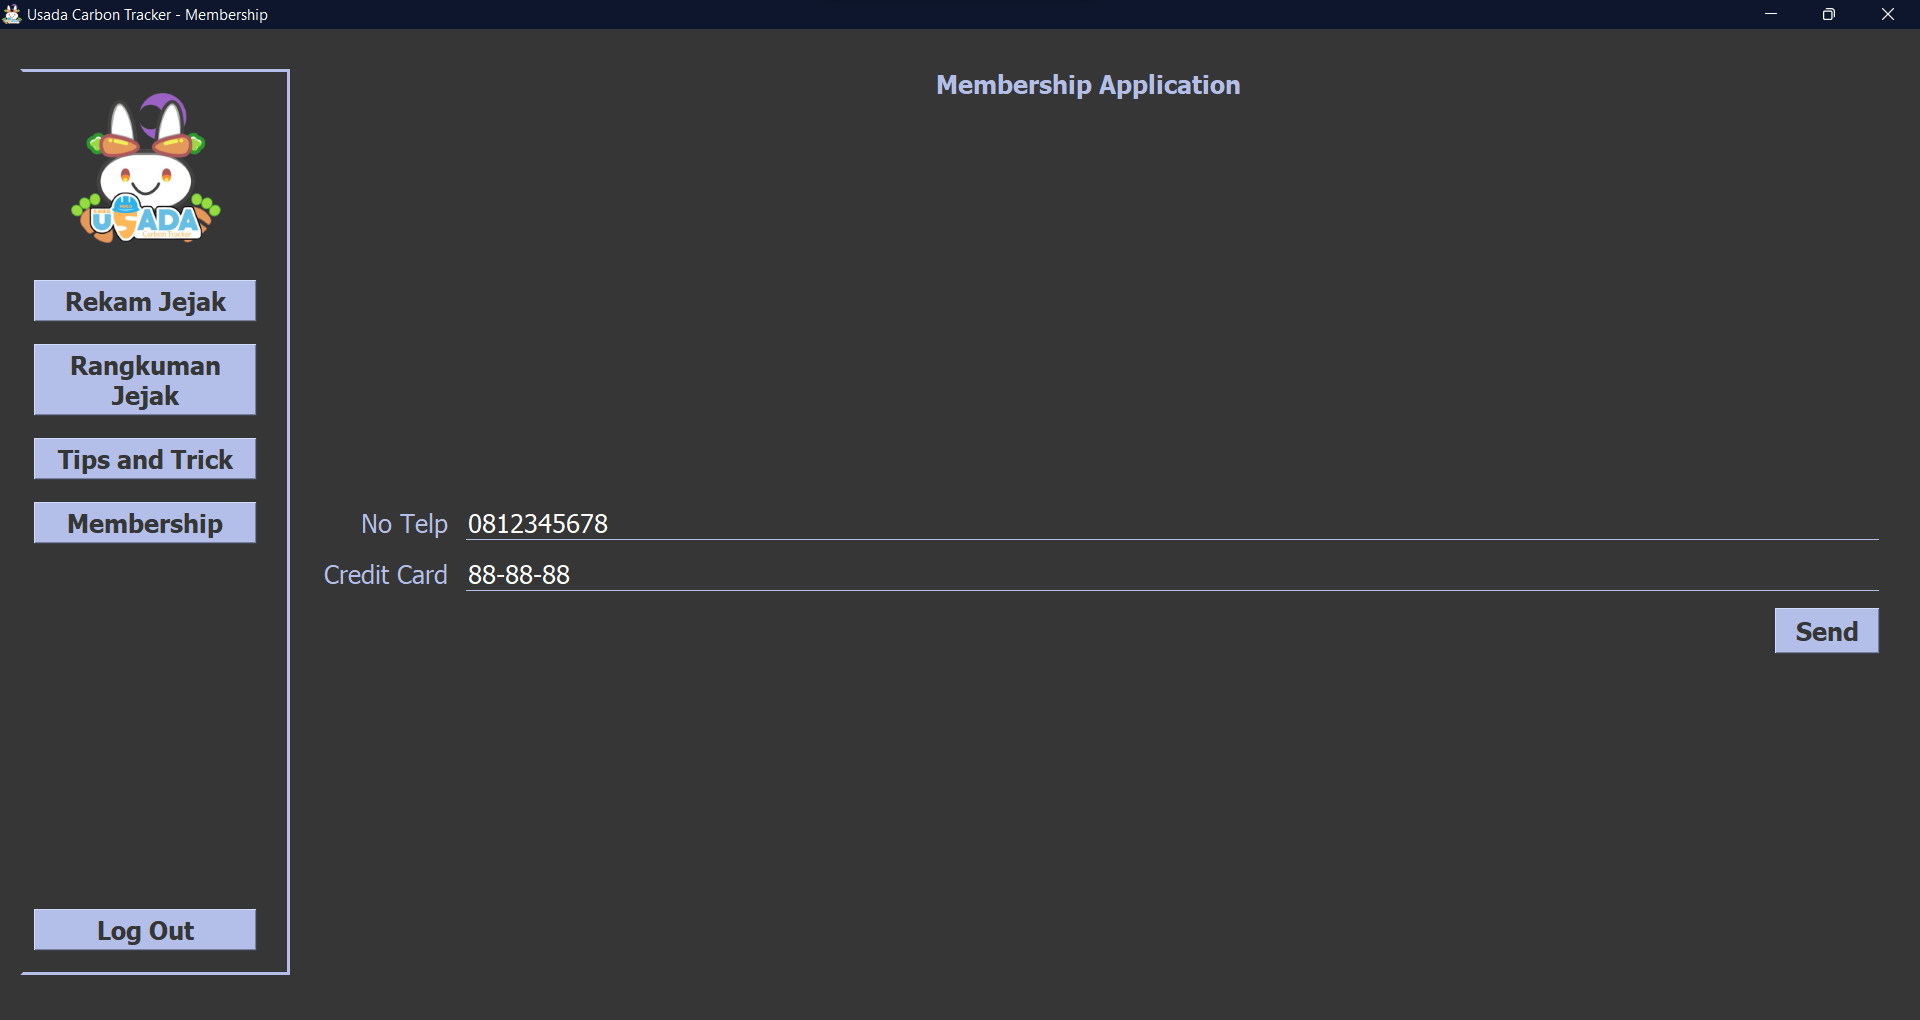 Usada Carbon Tracker - Membership
USADA
Carbon Tracker
Rekam Jejak
Rangkuman
Jejak
Tips and Trick
Membership
Log Out
Membership Application
No Telp 0812345678
Credit Card 88-88-88
Send